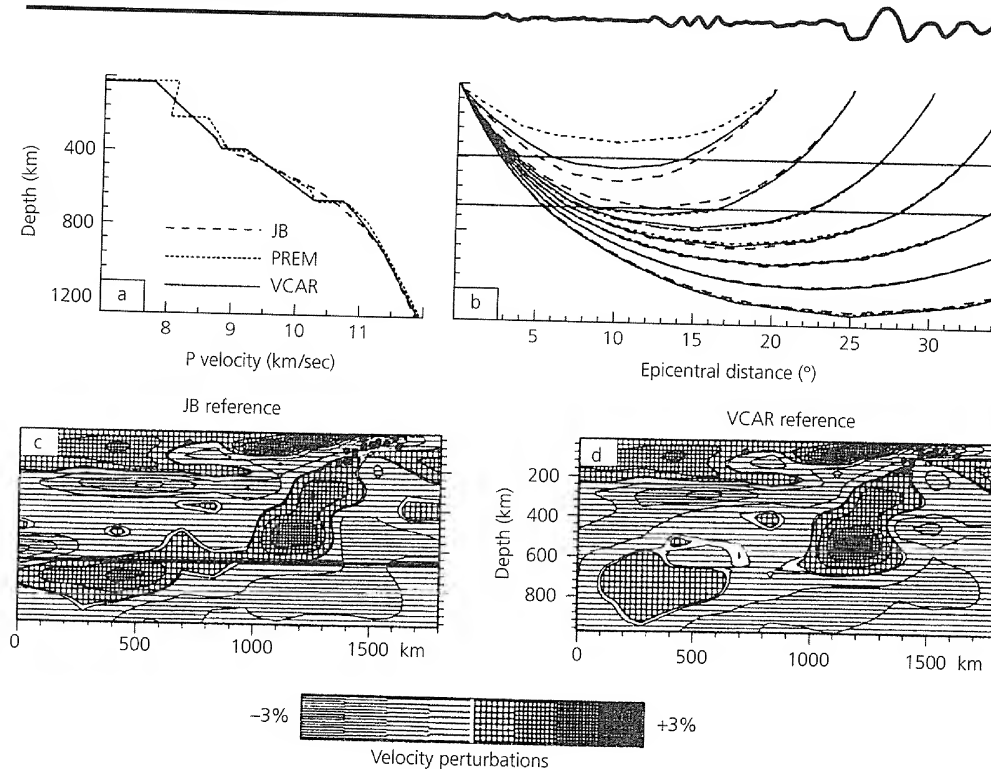 400
800
1200
Depth (km)
JB
PREM
VCAR
a
8 9 10 11
P velocity (km/sec)
b
5 10 15 20 25 30
Epicentral distance (°)
JB reference
c
0 500 1000 1500 km
VCAR reference
d
200
400
600
800
Depth (km)
0 500 1000 1500 km
−3% +3%
Velocity perturbations